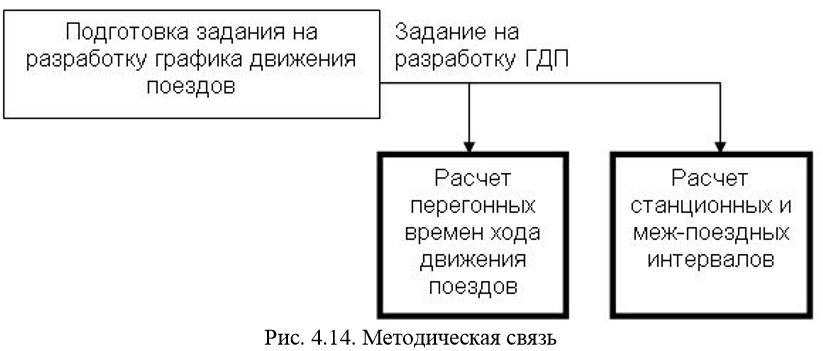 Подготовка задания на
разработку графика движения
поездов
Задание на
разработку ГДП
Расчет
перегонных
времен хода
движения
поездов
Расчет
станционных и
меж-поездных
интервалов
Рис. 4.14. Методическая связь